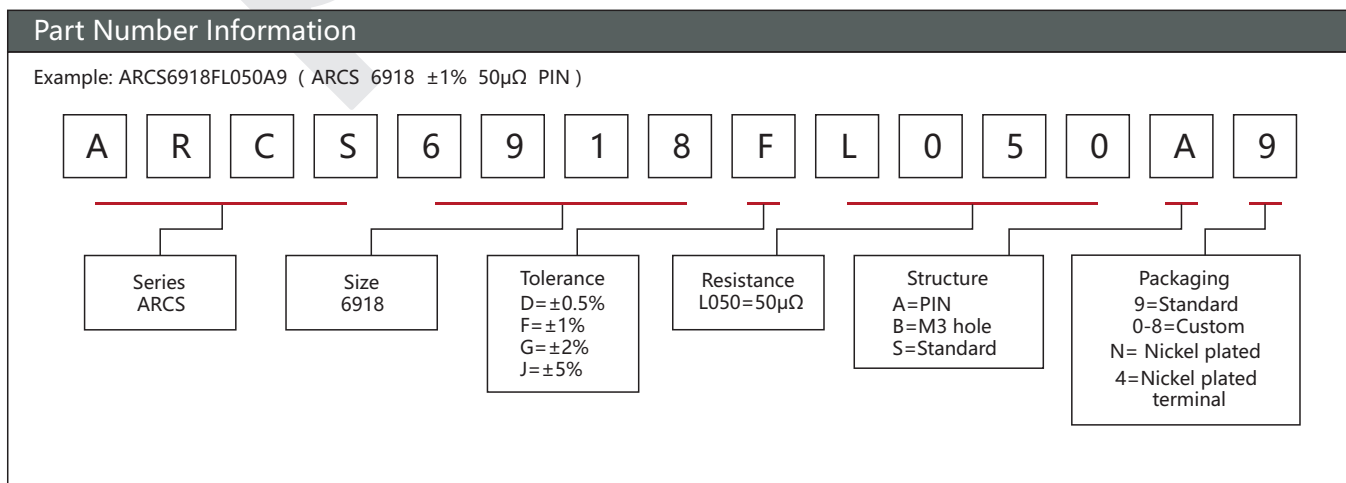 Part Number Information
Example: ARCS6918FL050A9 ( ARCS 6918 ±1% 50μΩ PIN )
A R C S 6 9 1 8 F L 0 5 0 A 9
Series
ARCS
Size
6918
Tolerance
D=±0.5%
F=±1%
G=±2%
J=±5%
Resistance
L050=50μΩ
Structure
A=PIN
B=M3 hole
S=Standard
Packaging
9=Standard
0-8=Custom
N= Nickel plated
4=Nickel plated
terminal